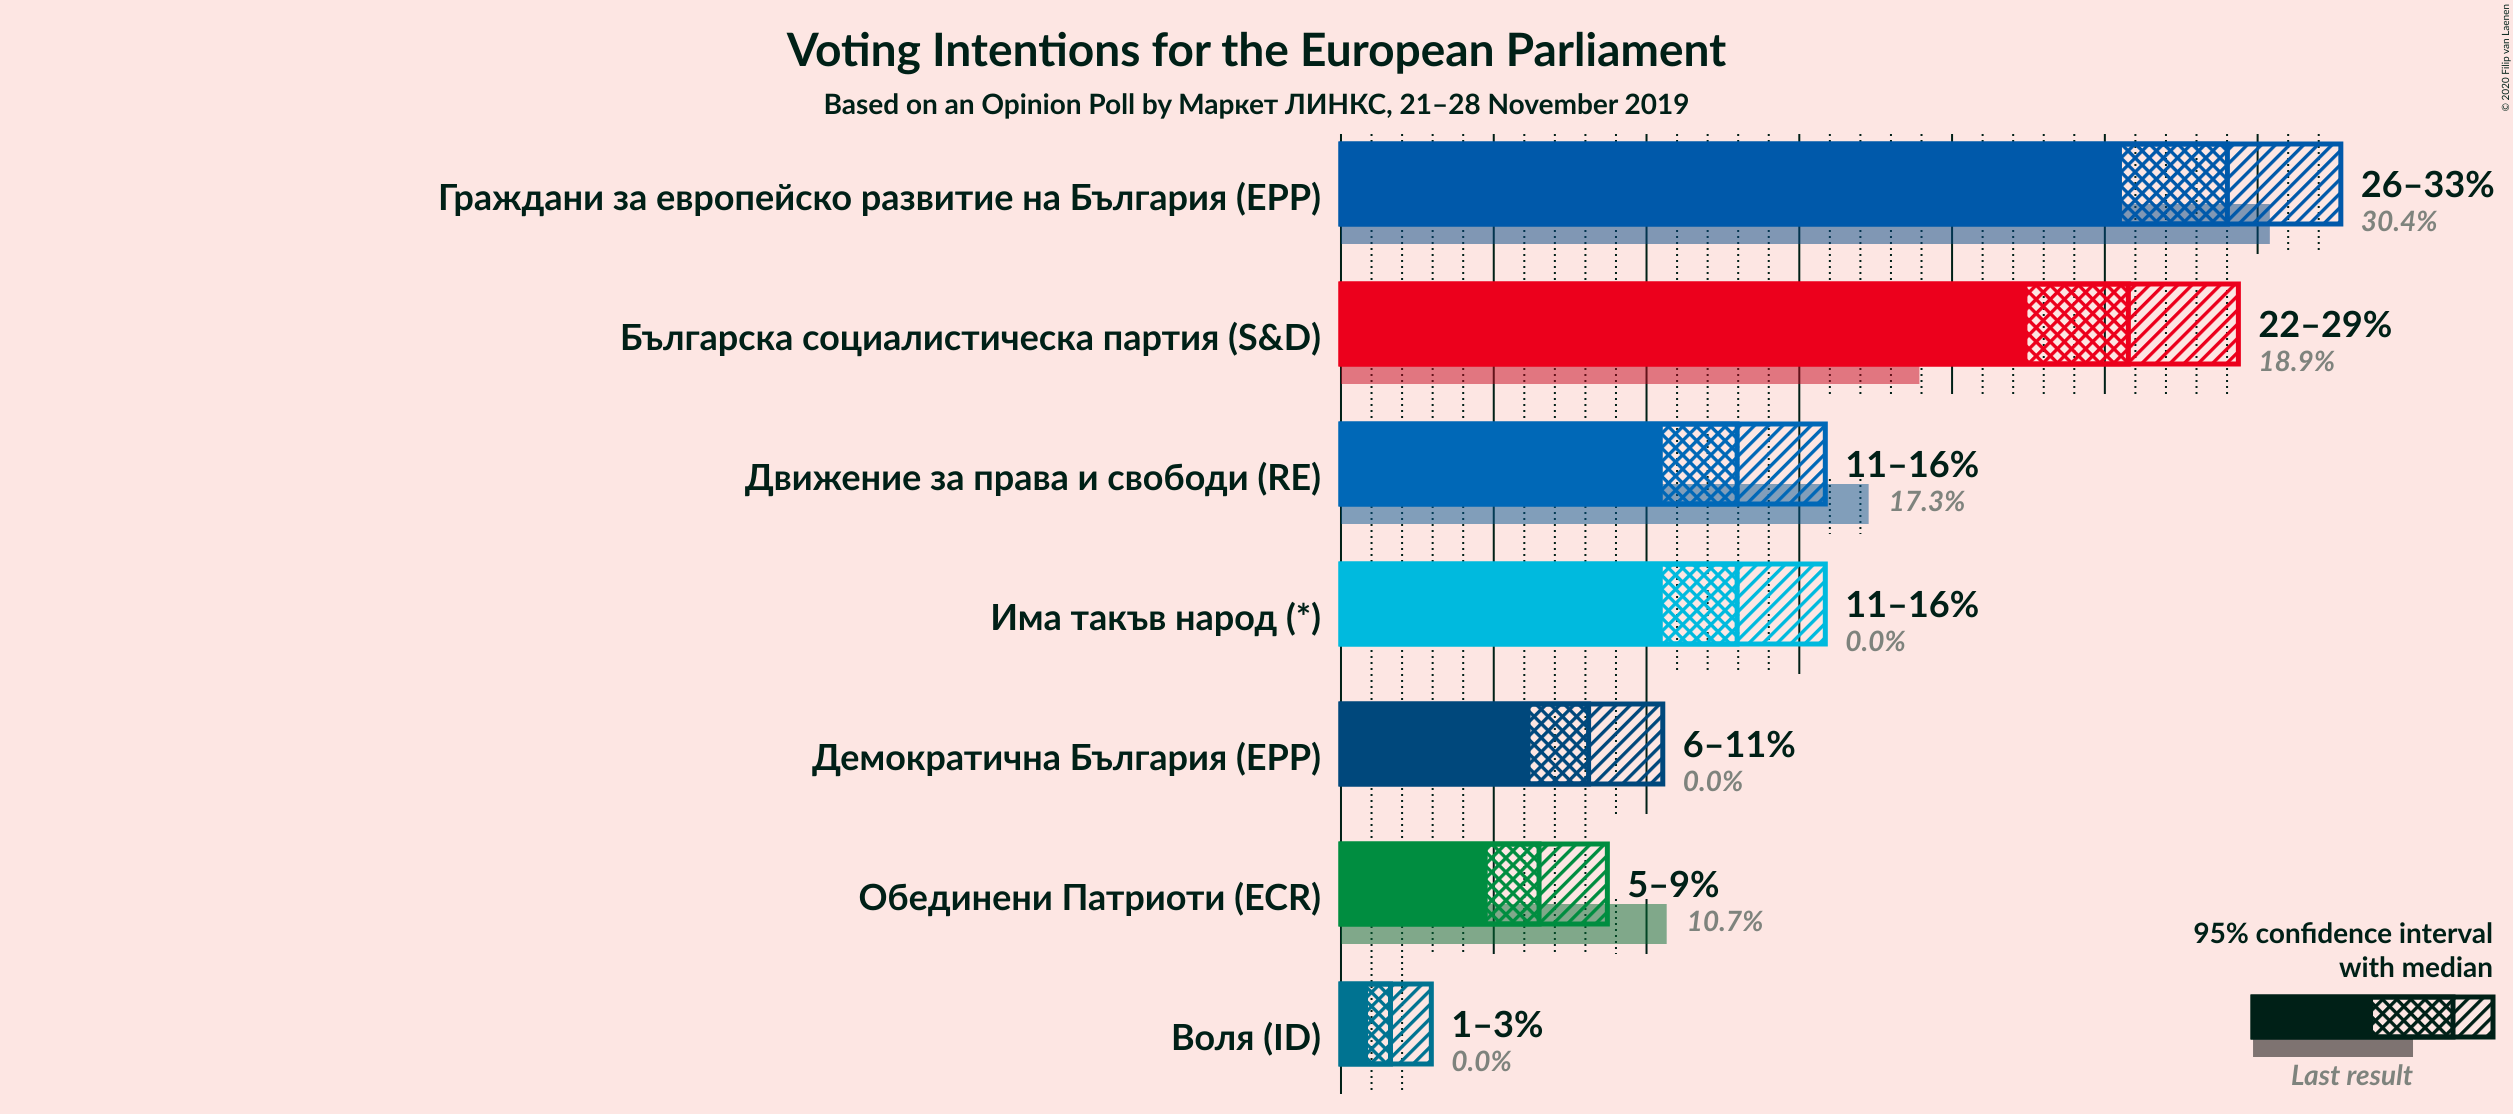 Voting Intentions for the European Parliament
Based on an Opinion Poll by Маркет ЛИНКС, 21–28 November 2019
© 2020 Filip van Laenen
Граждани за европейско развитие на България (EPP)
26–33%
30.4%
Българска социалистическа партия (S&D)
22–29%
18.9%
Движение за права и свободи (RE)
11–16%
17.3%
Има такъв народ (*)
11–16%
0.0%
Демократична България (EPP)
6–11%
0.0%
Обединени Патриоти (ECR)
5–9%
10.7%
Воля (ID)
1–3%
0.0%
95% confidence interval
with median
Last result